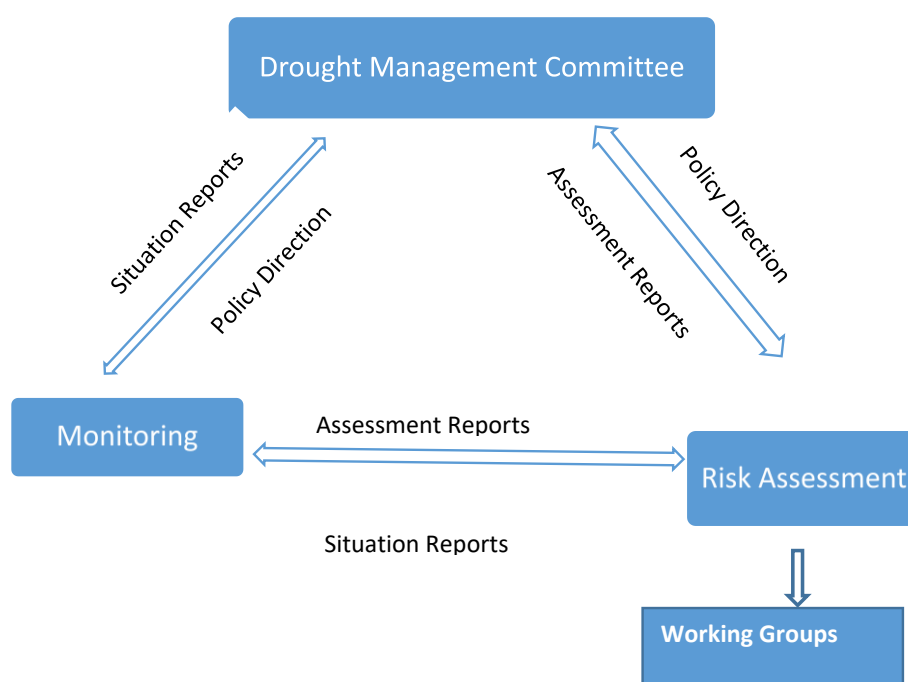 Drought Management Committee
Situation Reports
Policy Direction
Assessment Reports
Policy Direction
Monitoring
Assessment Reports
Risk Assessment
Situation Reports
Working Groups